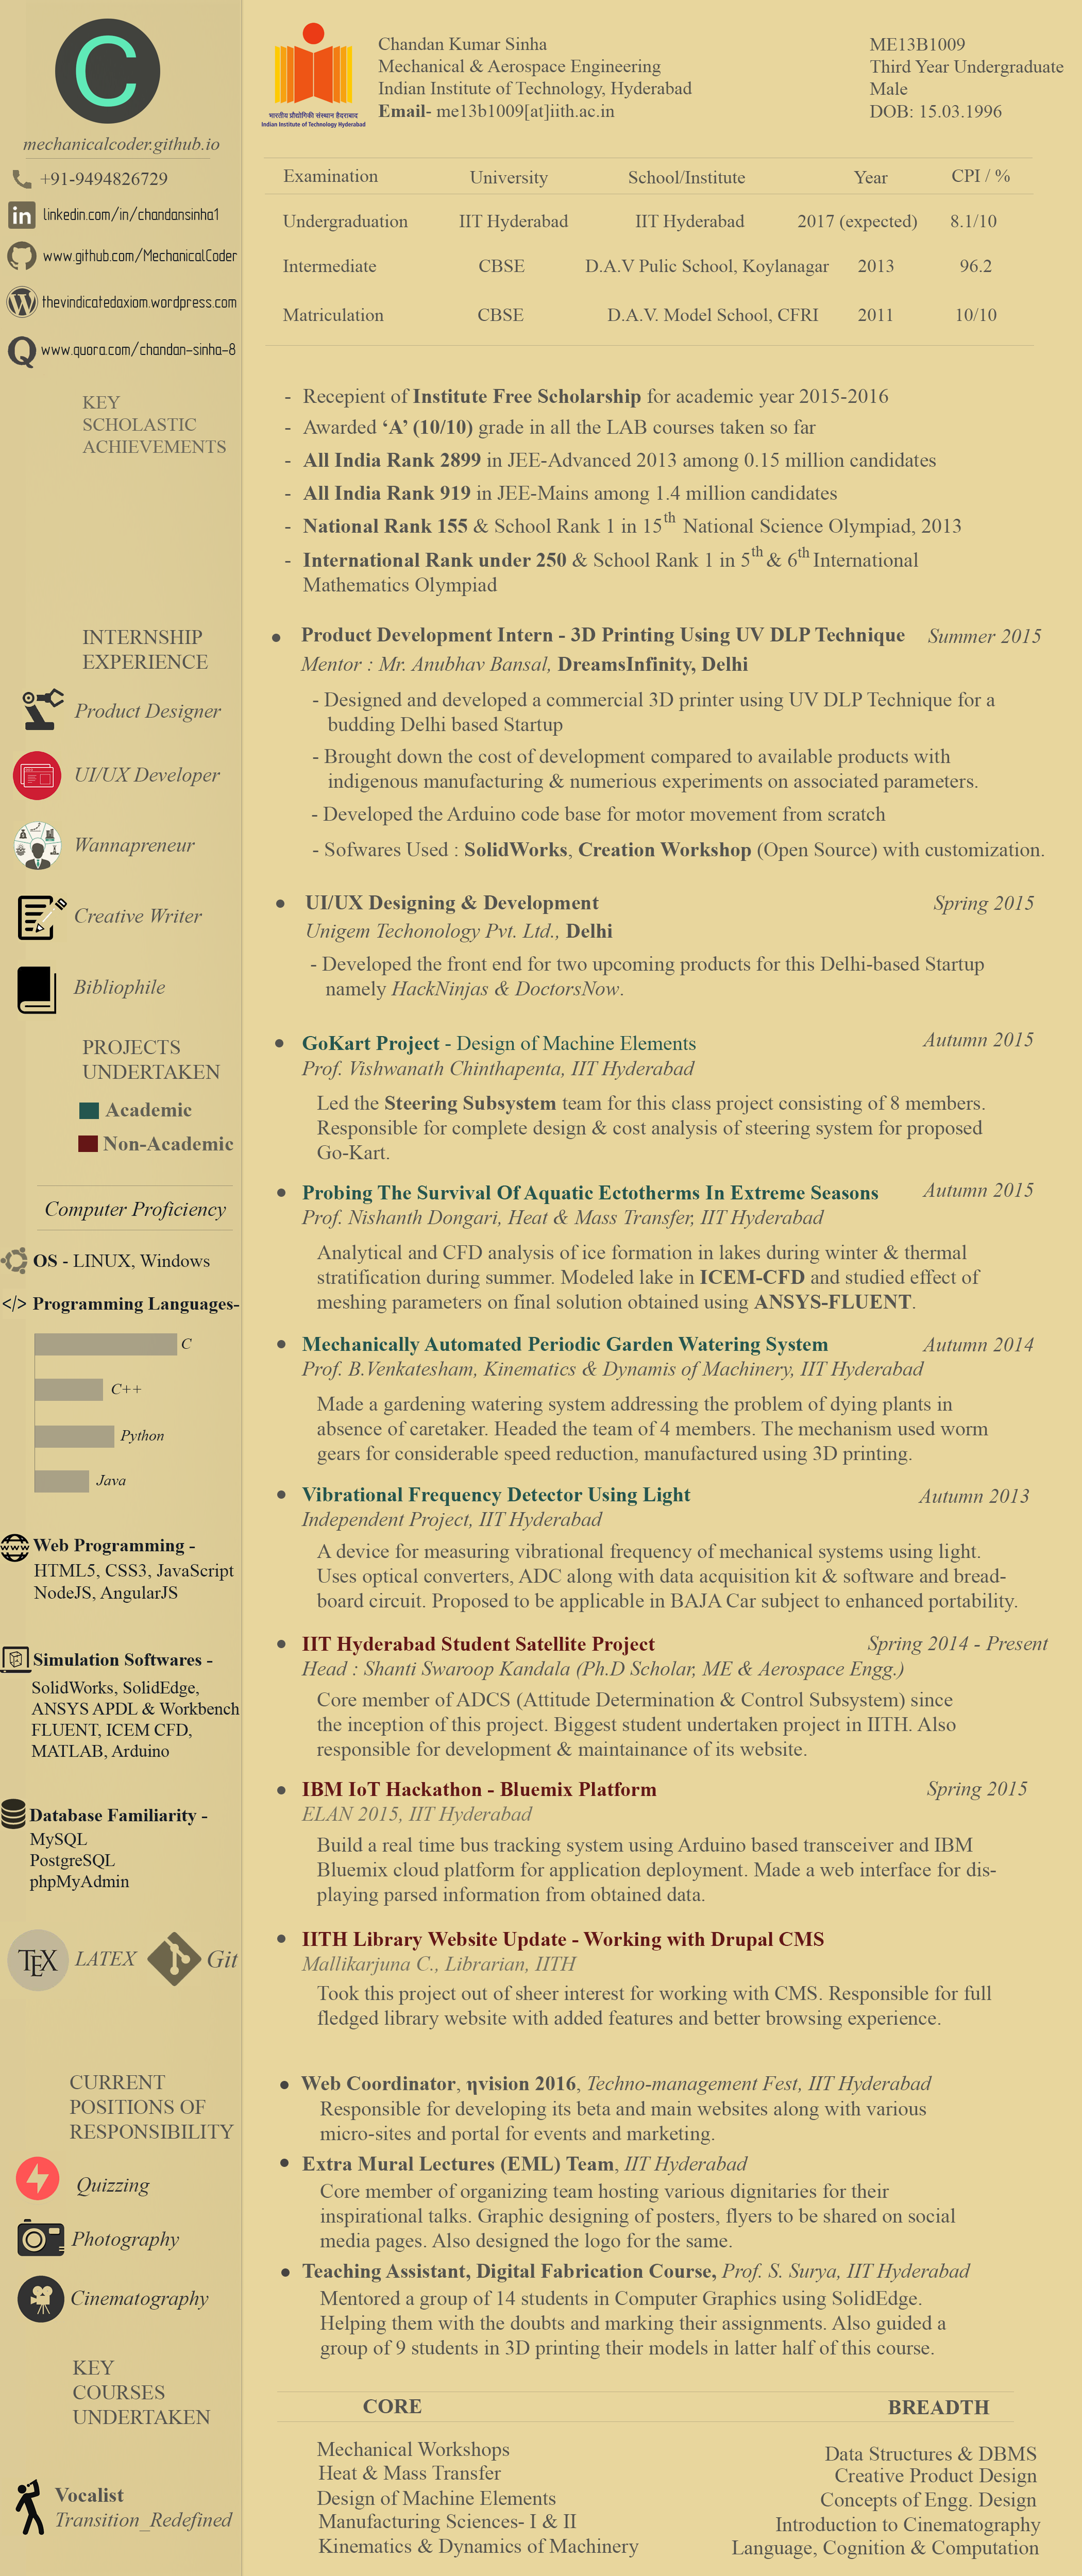 C
mechanicalcoder.github.io
+91-9494826729
linkedin.com/in/chandansinha1
www.github.com/MechanicalCoder
thevindicatedaxiom.wordpress.com
www.quora.com/chandan-sinha-8
भारतीय प्रौद्योगिकी संस्थान हैदराबाद
Indian Institute of Technology Hyderabad
Chandan Kumar Sinha
Mechanical & Aerospace Engineering
Indian Institute of Technology, Hyderabad
Email- me13b1009[at]iith.ac.in
ME13B1009
Third Year Undergraduate
Male
DOB: 15.03.1996
Examination University School/Institute Year CPI / %
Undergraduation IIT Hyderabad IIT Hyderabad 2017 (expected) 8.1/10
Intermediate CBSE D.A.V Pulic School, Koylanagar 2013 96.2
Matriculation CBSE D.A.V. Model School, CFRI 2011 10/10
KEY
SCHOLASTIC
ACHIEVEMENTS
- Recepient of Institute Free Scholarship for academic year 2015-2016
- Awarded ‘A’ (10/10) grade in all the LAB courses taken so far
- All India Rank 2899 in JEE-Advanced 2013 among 0.15 million candidates
- All India Rank 919 in JEE-Mains among 1.4 million candidates
- National Rank 155 & School Rank 1 in 15th National Science Olympiad, 2013
- International Rank under 250 & School Rank 1 in 5th & 6th International
Mathematics Olympiad
INTERNSHIP
EXPERIENCE
Product Designer
UI/UX Developer
Wannapreneur
Creative Writer
Bibliophile
• Product Development Intern - 3D Printing Using UV DLP Technique Summer 2015
Mentor : Mr. Anubhav Bansal, DreamsInfinity, Delhi
- Designed and developed a commercial 3D printer using UV DLP Technique for a
budding Delhi based Startup
- Brought down the cost of development compared to available products with
indigenous manufacturing & numerious experiments on associated parameters.
- Developed the Arduino code base for motor movement from scratch
- Sofwares Used : SolidWorks, Creation Workshop (Open Source) with customization.
• UI/UX Designing & Development Spring 2015
Unigem Techonology Pvt. Ltd., Delhi
- Developed the front end for two upcoming products for this Delhi-based Startup
namely HackNinjas & DoctorsNow.
PROJECTS
UNDERTAKEN
Academic
Non-Academic
• GoKart Project - Design of Machine Elements Autumn 2015
Prof. Vishwanath Chinthapenta, IIT Hyderabad
Led the Steering Subsystem team for this class project consisting of 8 members.
Responsible for complete design & cost analysis of steering system for proposed
Go-Kart.
• Probing The Survival Of Aquatic Ectotherms In Extreme Seasons Autumn 2015
Prof. Nishanth Dongari, Heat & Mass Transfer, IIT Hyderabad
Analytical and CFD analysis of ice formation in lakes during winter & thermal
stratification during summer. Modeled lake in ICEM-CFD and studied effect of
meshing parameters on final solution obtained using ANSYS-FLUENT.
• Mechanically Automated Periodic Garden Watering System Autumn 2014
Prof. B.Venkatesham, Kinematics & Dynamis of Machinery, IIT Hyderabad
Made a gardening watering system addressing the problem of dying plants in
absence of caretaker. Headed the team of 4 members. The mechanism used worm
gears for considerable speed reduction, manufactured using 3D printing.
• Vibrational Frequency Detector Using Light Autumn 2013
Independent Project, IIT Hyderabad
A device for measuring vibrational frequency of mechanical systems using light.
Uses optical converters, ADC along with data acquisition kit & software and bread-
board circuit. Proposed to be applicable in BAJA Car subject to enhanced portability.
• IIT Hyderabad Student Satellite Project Spring 2014 - Present
Head : Shanti Swaroop Kandala (Ph.D Scholar, ME & Aerospace Engg.)
Core member of ADCS (Attitude Determination & Control Subsystem) since
the inception of this project. Biggest student undertaken project in IITH. Also
responsible for development & maintainance of its website.
• IBM IoT Hackathon - Bluemix Platform Spring 2015
ELAN 2015, IIT Hyderabad
Build a real time bus tracking system using Arduino based transceiver and IBM
Bluemix cloud platform for application deployment. Made a web interface for dis-
playing parsed information from obtained data.
• IITH Library Website Update - Working with Drupal CMS
Mallikarjuna C., Librarian, IITH
Took this project out of sheer interest for working with CMS. Responsible for full
fledged library website with added features and better browsing experience.
Computer Proficiency
OS - LINUX, Windows
</> Programming Languages-
C
C++
Python
Java
WWW
Web Programming -
HTML5, CSS3, JavaScript
NodeJS, AngularJS
Simulation Softwares -
SolidWorks, SolidEdge,
ANSYS APDL & Workbench
FLUENT, ICEM CFD,
MATLAB, Arduino
Database Familiarity -
MySQL
PostgreSQL
phpMyAdmin
TEX LATEX Git
CURRENT
POSITIONS OF
RESPONSIBILITY
Quizzing
Photography
Cinematography
• Web Coordinator, ηvision 2016, Techno-management Fest, IIT Hyderabad
Responsible for developing its beta and main websites along with various
micro-sites and portal for events and marketing.
• Extra Mural Lectures (EML) Team, IIT Hyderabad
Core member of organizing team hosting various dignitaries for their
inspirational talks. Graphic designing of posters, flyers to be shared on social
media pages. Also designed the logo for the same.
• Teaching Assistant, Digital Fabrication Course, Prof. S. Surya, IIT Hyderabad
Mentored a group of 14 students in Computer Graphics using SolidEdge.
Helping them with the doubts and marking their assignments. Also guided a
group of 9 students in 3D printing their models in latter half of this course.
KEY
COURSES
UNDERTAKEN
Vocalist
Transition_Redefined
CORE
Mechanical Workshops
Heat & Mass Transfer
Design of Machine Elements
Manufacturing Sciences- I & II
Kinematics & Dynamics of Machinery
BREADTH
Data Structures & DBMS
Creative Product Design
Concepts of Engg. Design
Introduction to Cinematography
Language, Cognition & Computation